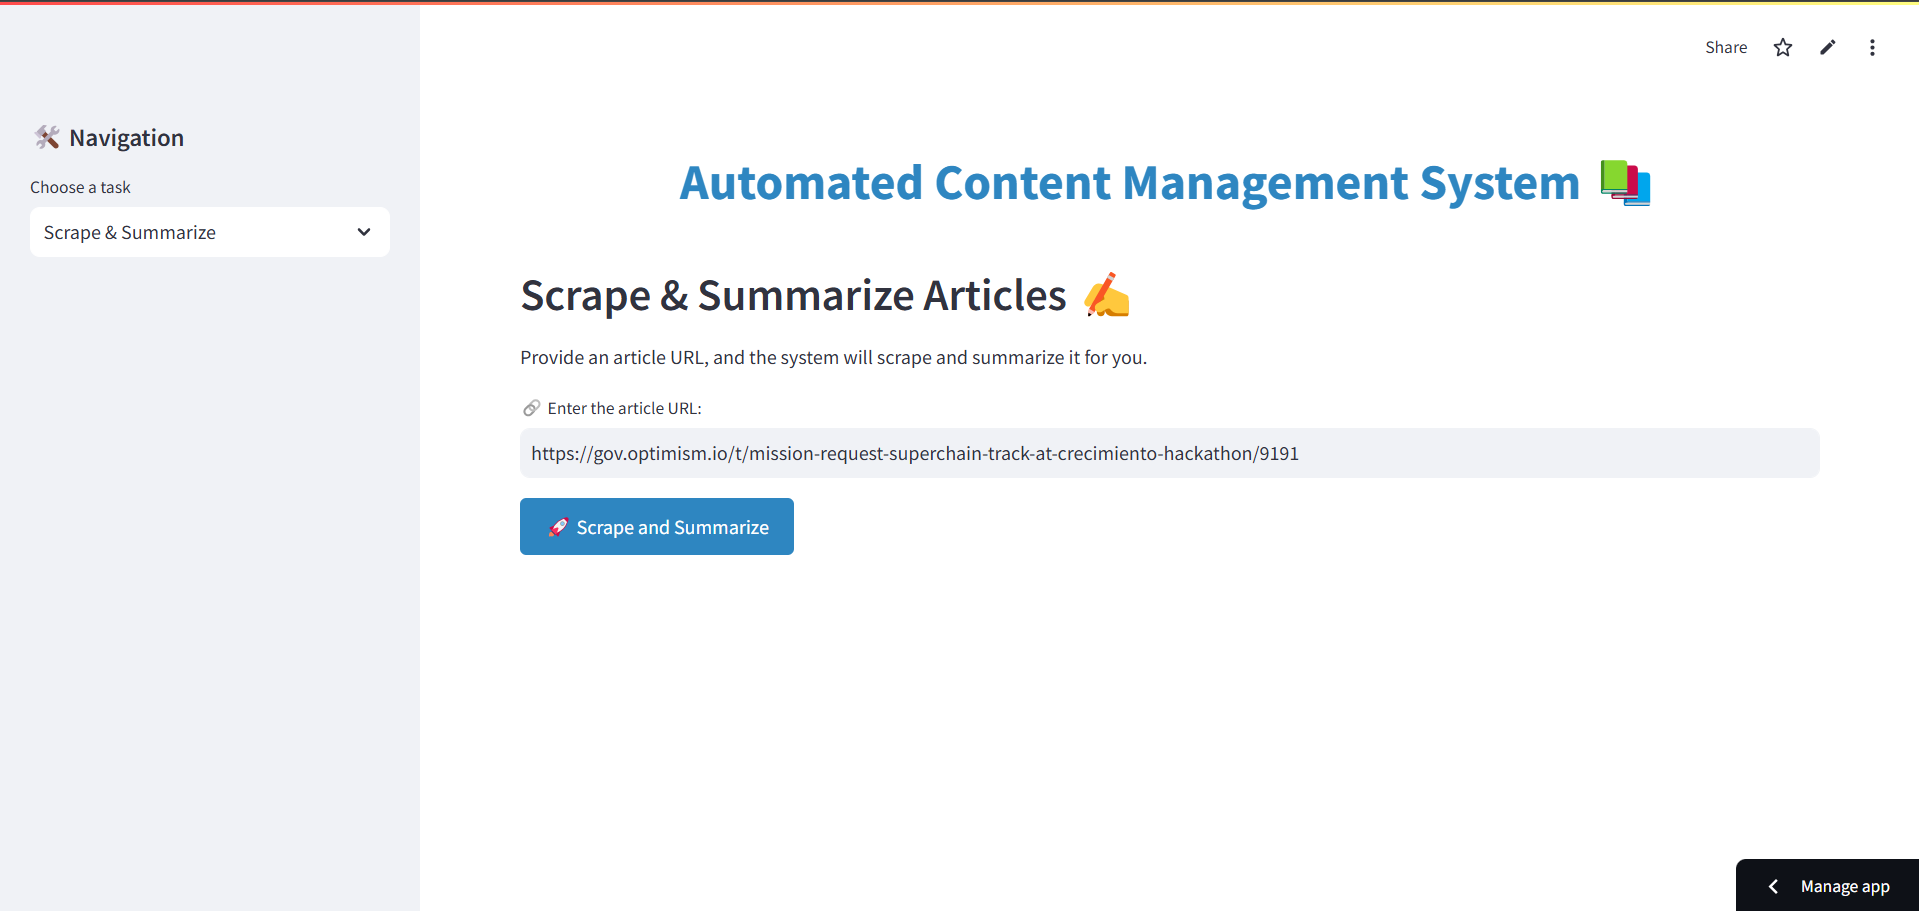 Share
🛠️ Navigation
Choose a task
Scrape & Summarize
Automated Content Management System 📚
Scrape & Summarize Articles ✍️
Provide an article URL, and the system will scrape and summarize it for you.
🔗 Enter the article URL:
https://gov.optimism.io/t/mission-request-superchain-track-at-crecimiento-hackathon/9191
🚀 Scrape and Summarize
Manage app